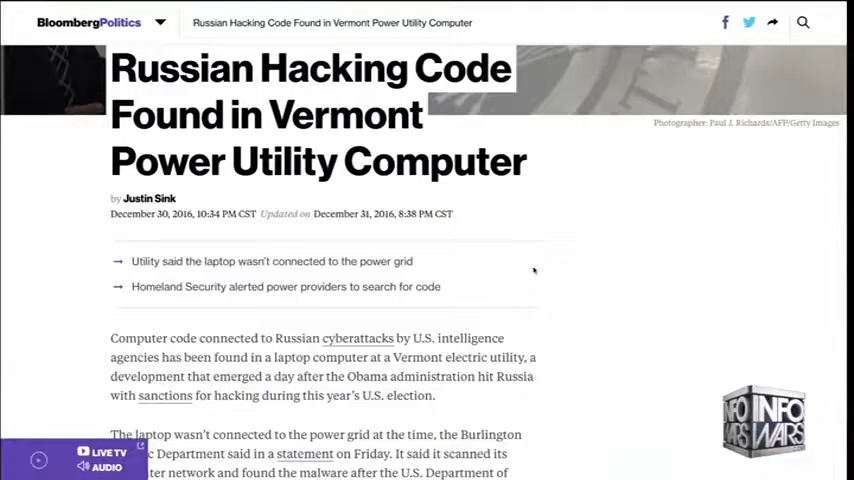 BloombergPolitics
Russian Hacking Code Found in Vermont Power Utility Computer
Russian Hacking Code
Found in Vermont
Power Utility Computer
Photographer: Paul J. Richards/AFP/Getty Images
by Justin Sink
December 30, 2016, 10:34 PM CST Updated on December 31, 2016, 8:38 PM CST
→ Utility said the laptop wasn't connected to the power grid
→ Homeland Security alerted power providers to search for code
Computer code connected to Russian cyberattacks by U.S. intelligence
agencies has been found in a laptop computer at a Vermont electric utility, a
development that emerged a day after the Obama administration hit Russia
with sanctions for hacking during this year's U.S. election.
The laptop wasn't connected to the power grid at the time, the Burlington
c Department said in a statement on Friday. It said it scanned its
ter network and found the malware after the U.S. Department of
LIVE TV
AUDIO
INFO
WARS
INFO
WARS